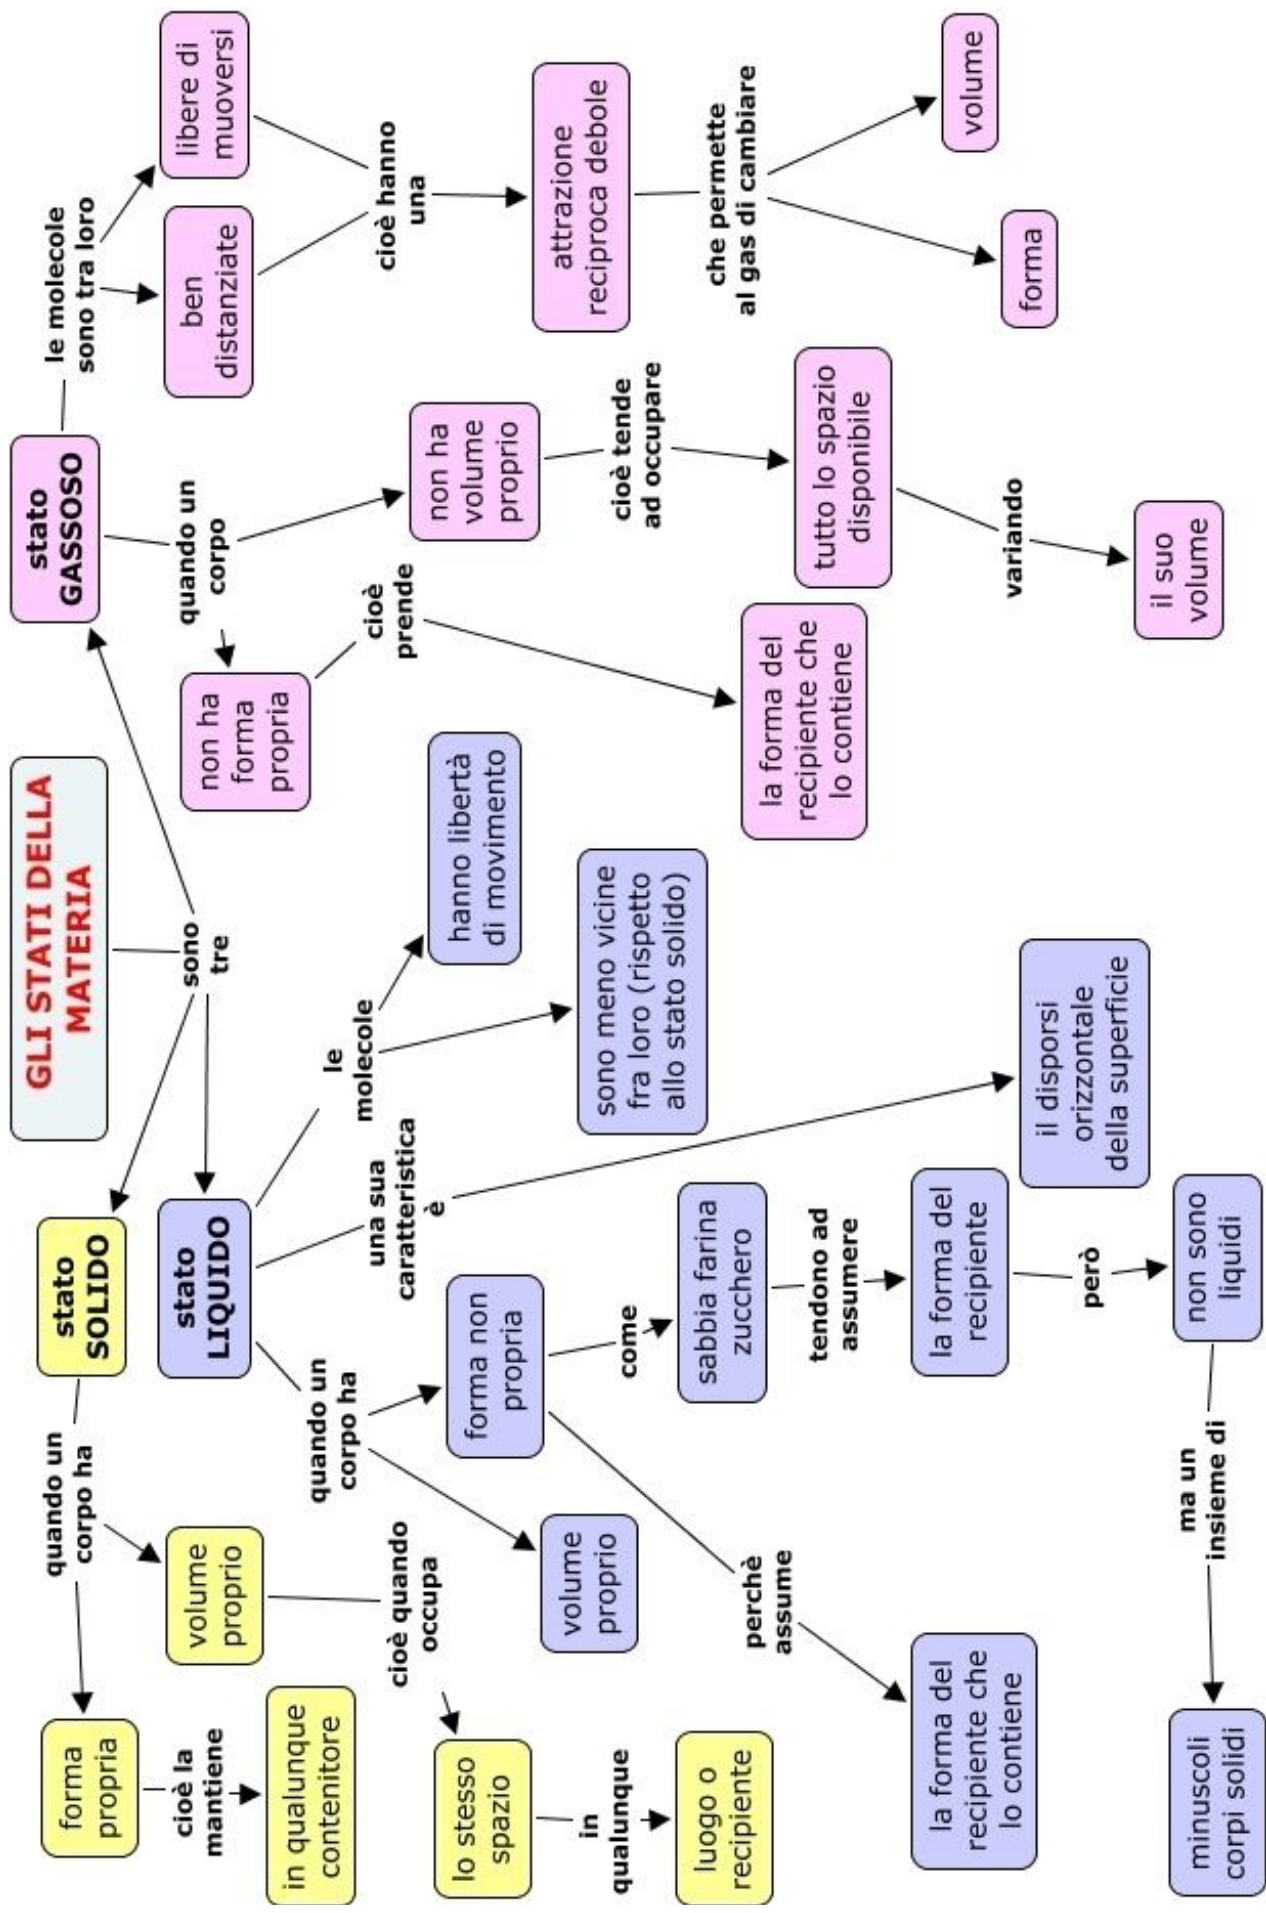 GLI STATI DELLA
MATERIA
sono
tre
stato
SOLIDO
quando un
corpo ha
forma
propria
cioè la
mantiene
in qualunque
contenitore
volume
proprio
cioè quando
occupa
lo stesso
spazio
in
qualunque
luogo o
recipiente
stato
LIQUIDO
quando un
corpo ha
volume
proprio
forma non
propria
perchè
assume
la forma del
recipiente che
lo contiene
come
sabbia farina
zucchero
tendono ad
assumere
la forma del
recipiente
però
non sono
liquidi
ma un
insieme di
minuscoli
corpi solidi
una sua
caratteristica
è
il disporsi
orizzontale
della superficie
le
molecole
sono meno vicine
fra loro (rispetto
allo stato solido)
hanno libertà
di movimento
stato
GASSOSO
quando un
corpo
non ha
forma
propria
cioè
prende
la forma del
recipiente che
lo contiene
non ha
volume
proprio
cioè tende
ad occupare
tutto lo spazio
disponibile
variando
il suo
volume
le molecole
sono tra loro
ben
distanziate
libere di
muoversi
cioè hanno
una
attrazione
reciproca debole
che permette
al gas di cambiare
forma
volume